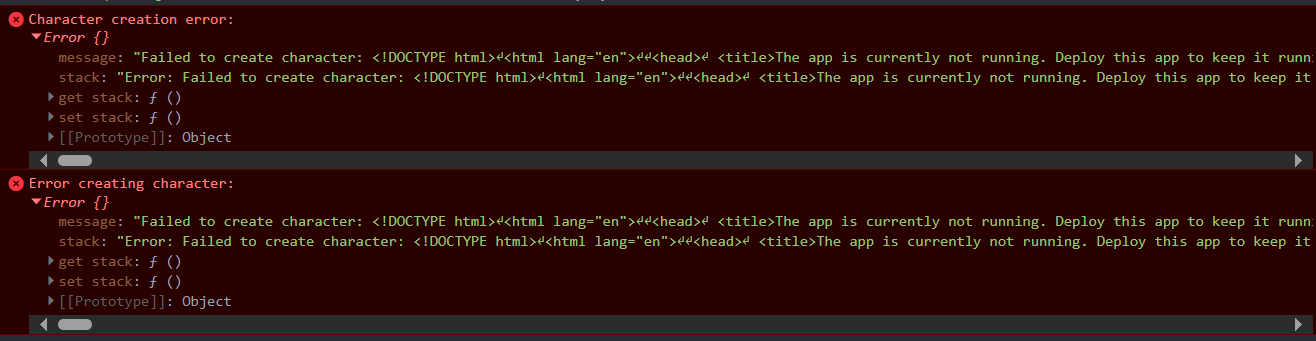 Character creation error:
Error {}
message: "Failed to create character: <!DOCTYPE html>↲<html lang="en">↲↲<head>↲ <title>The app is currently not running. Deploy this app to keep it runni
stack: "Error: Failed to create character: <!DOCTYPE html>↲<html lang="en">↲↲<head>↲ <title>The app is currently not running. Deploy this app to keep it
get stack: ƒ ()
set stack: ƒ ()
[[Prototype]]: Object
Error creating character:
Error {}
message: "Failed to create character: <!DOCTYPE html>↲<html lang="en">↲↲<head>↲ <title>The app is currently not running. Deploy this app to keep it runni
stack: "Error: Failed to create character: <!DOCTYPE html>↲<html lang="en">↲↲<head>↲ <title>The app is currently not running. Deploy this app to keep it
get stack: ƒ ()
set stack: ƒ ()
[[Prototype]]: Object